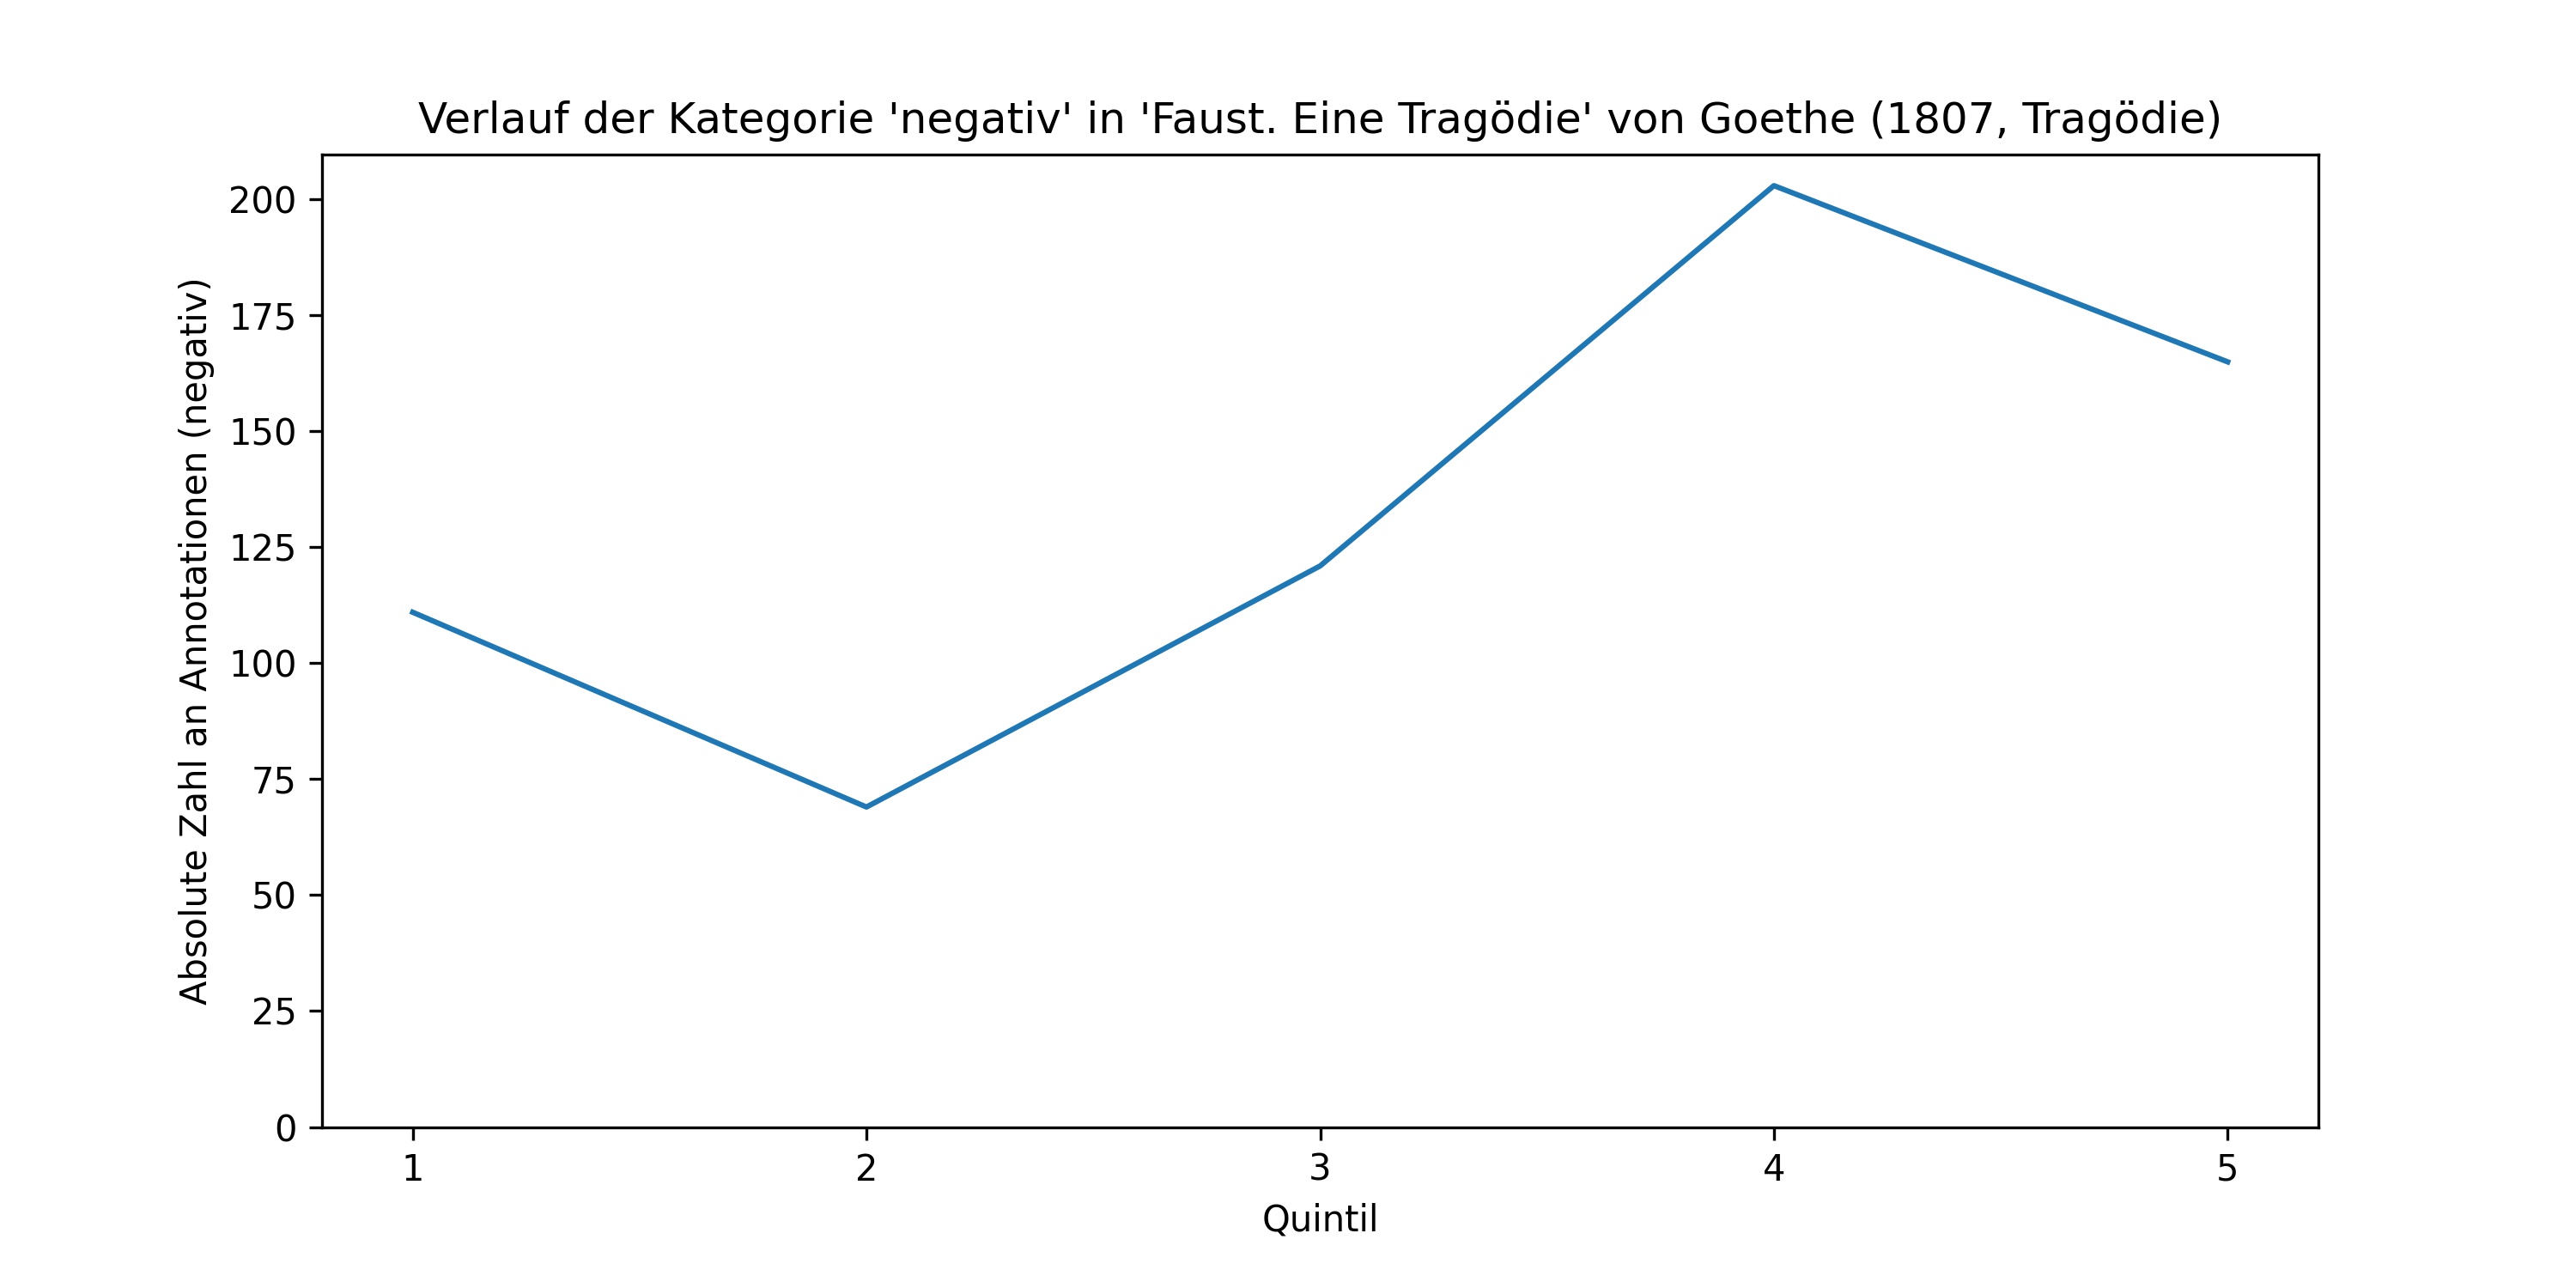 Verlauf der Kategorie 'negativ' in 'Faust. Eine Tragödie' von Goethe (1807, Tragödie)
Absolute Zahl an Annotationen (negativ)
200
175
150
125
100
75
50
25
0
1 2 3 4 5
Quintil